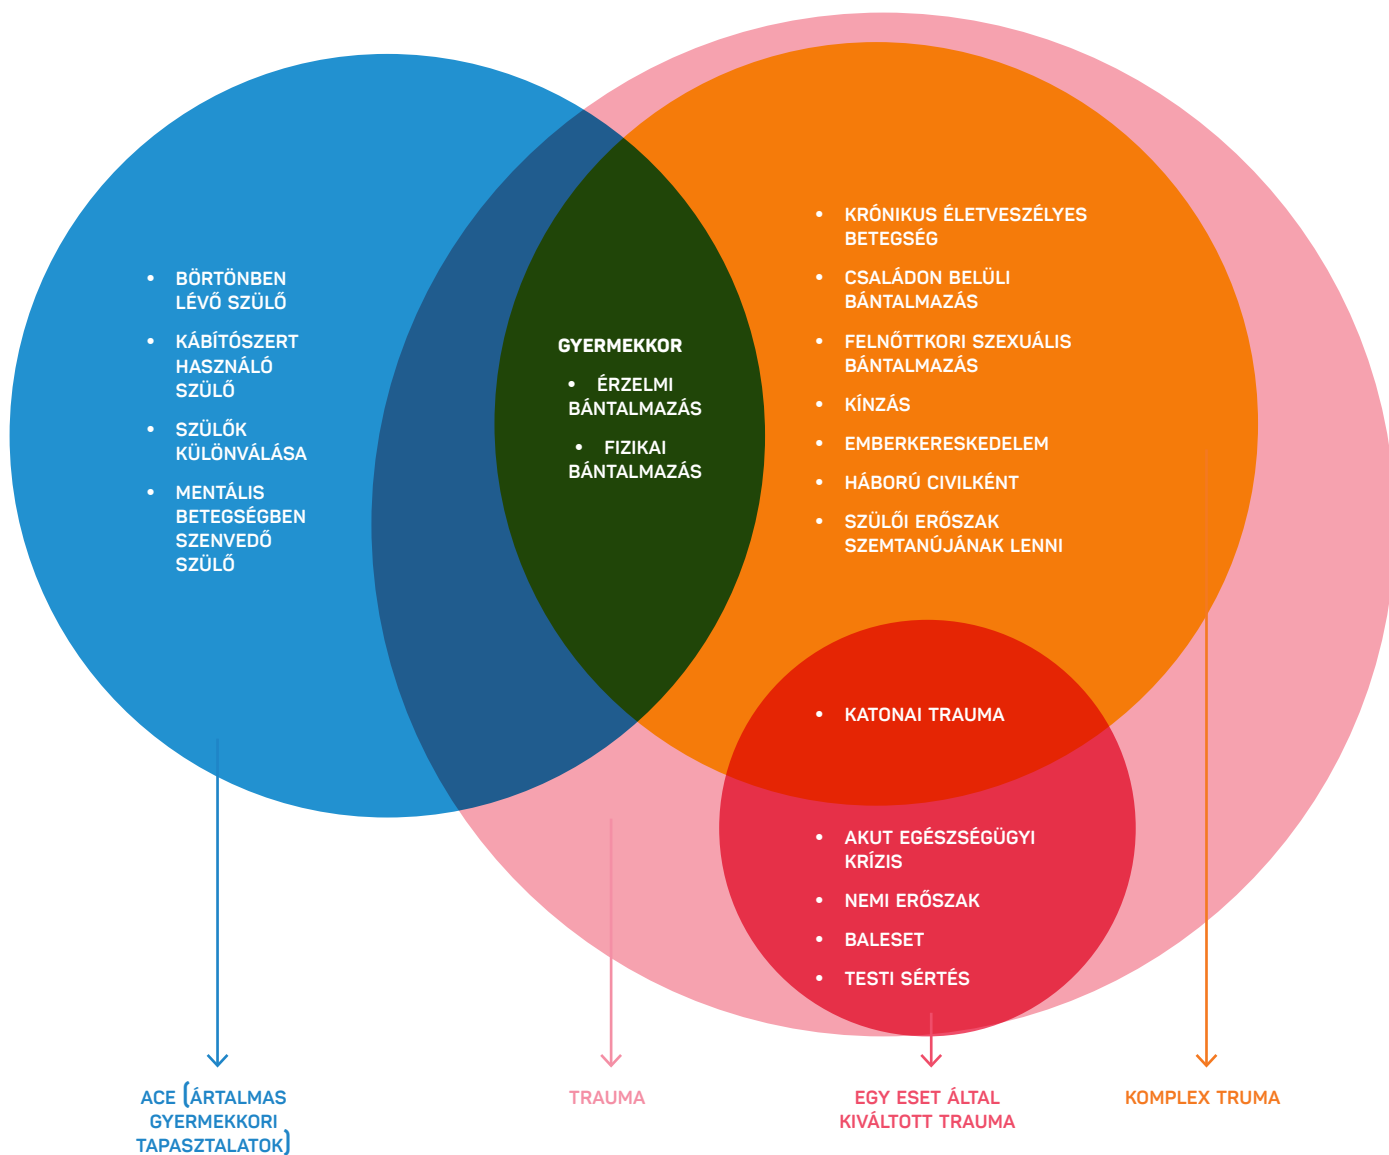 • BÖRTÖNBEN
LÉVŐ SZÜLŐ
• KÁBÍTÓSZERT
HASZNÁLÓ
SZÜLŐ
• SZÜLŐK
KÜLÖNVÁLÁSA
• MENTÁLIS
BETEGSÉGBEN
SZENVEDŐ
SZÜLŐ
GYERMEKKOR
• ÉRZELMI
BÁNTALMAZÁS
• FIZIKAI
BÁNTALMAZÁS
• KRÓNIKUS ÉLETVESZÉLYES
BETEGSÉG
• CSALÁDON BELÜLI
BÁNTALMAZÁS
• FELNŐTTKORI SZEXUÁLIS
BÁNTALMAZÁS
• KÍNZÁS
• EMBERKERESKEDELEM
• HÁBORÚ CIVILKÉNT
• SZÜLŐI ERŐSZAK
SZEMTANÚJÁNAK LENNI
• KATONAI TRAUMA
• AKUT EGÉSZSÉGÜGYI
KRÍZIS
• NEMI ERŐSZAK
• BALESET
• TESTI SÉRTÉS
ACE (ÁRTALMAS
GYERMEKKORI
TAPASZTALATOK)
TRAUMA
EGY ESET ÁLTAL
KIVÁLTOTT TRAUMA
KOMPLEX TRUMA